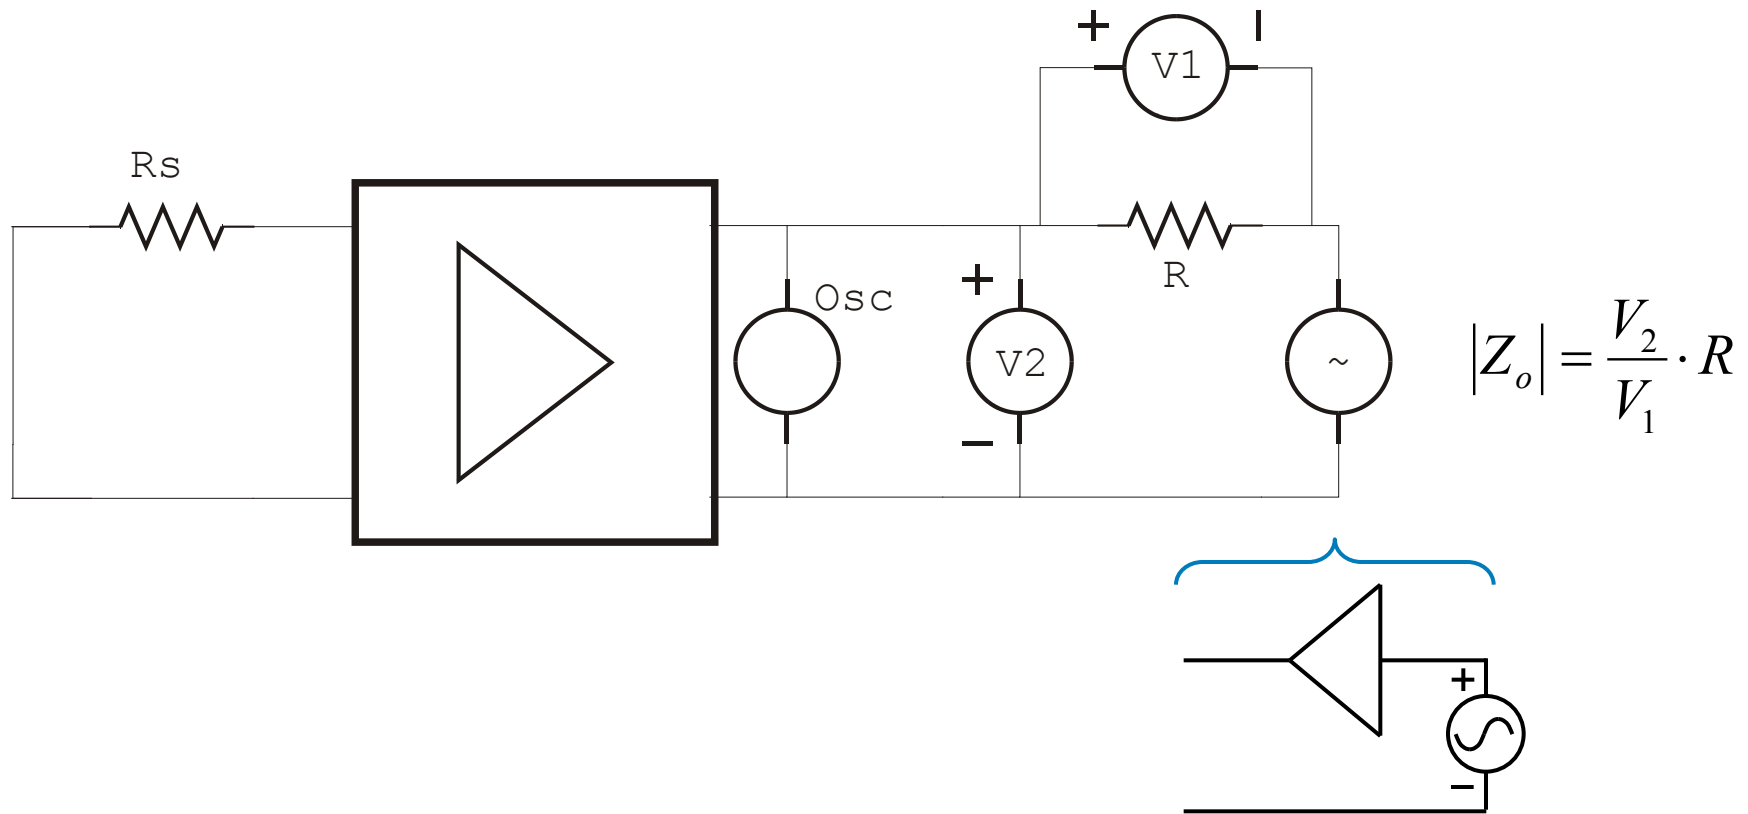 + V1 −
Rs
R
+
Osc
V2
~
−
|Zₒ| = V₂/V₁ · R
+
−